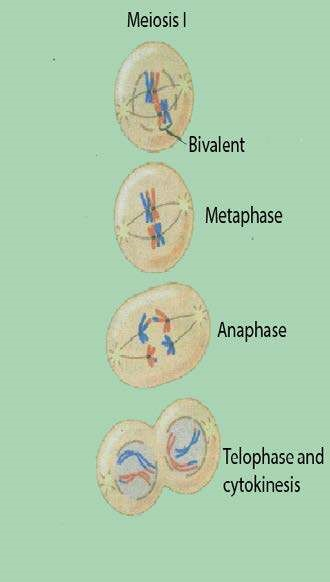 Meiosis I
Bivalent
Metaphase
Anaphase
Telophase and
cytokinesis